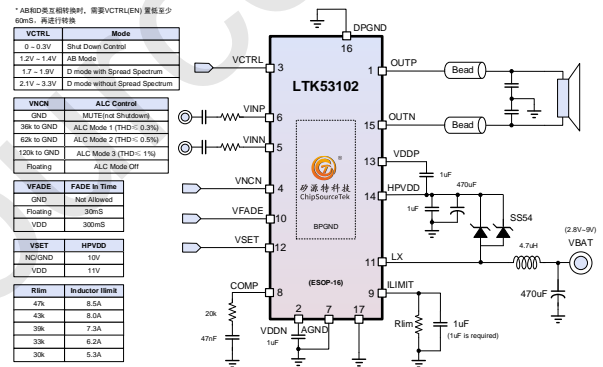 * AB和D类互相转换时，需要VCTRL(EN) 置低至少
60mS，再进行转换
VCTRL Mode
0 ~ 0.3V Shut Down Control
1.2V ~ 1.4V AB Mode
1.7 ~ 1.9V D mode with Spread Spectrum
2.1V ~ 3.3V D mode without Spread Spectrum
VNCN ALC Control
GND MUTE(not Shutdown)
36k to GND ALC Mode 1 (THD≤ 0.3%)
62k to GND ALC Mode 2 (THD≤ 0.5%)
120k to GND ALC Mode 3 (THD≤ 1%)
Floating ALC Mode Off
VFADE FADE In Time
GND Not Allowed
Floating 30mS
VDD 300mS
VSET HPVDD
NC/GND 10V
VDD 11V
Rlim Inductor Ilimit
47k 8.5A
43k 8.0A
39k 7.3A
33k 6.2A
30k 5.3A
DPGND
16
VCTRL
3
LTK53102
1
OUTP
Bead
VINP
6
VINN
5
15
OUTN
Bead
®
矽源特科技
ChipSourceTek
BPGND
13
VDDP
1uF
14
HPVDD
1uF
470uF
SS54
VNCN
4
VFADE
10
VSET
12
11
LX
4.7uH
(2.8V~9V)
VBAT
470uF
COMP
8
20k
47nF
(ESOP-16)
9
ILIMIT
Rlim
1uF
(1uF is required)
2
7
17
VDDN
1uF
AGND